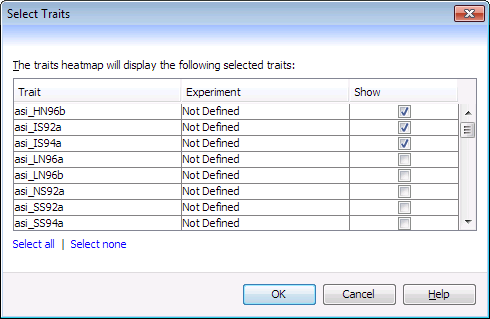 Select Traits
The traits heatmap will display the following selected traits:
Trait Experiment Show
asi_HN96b Not Defined
asi_IS92a Not Defined
asi_IS94a Not Defined
asi_LN96a Not Defined
asi_LN96b Not Defined
asi_NS92a Not Defined
asi_SS92a Not Defined
asi_SS94a Not Defined
Select all | Select none
OK Cancel Help